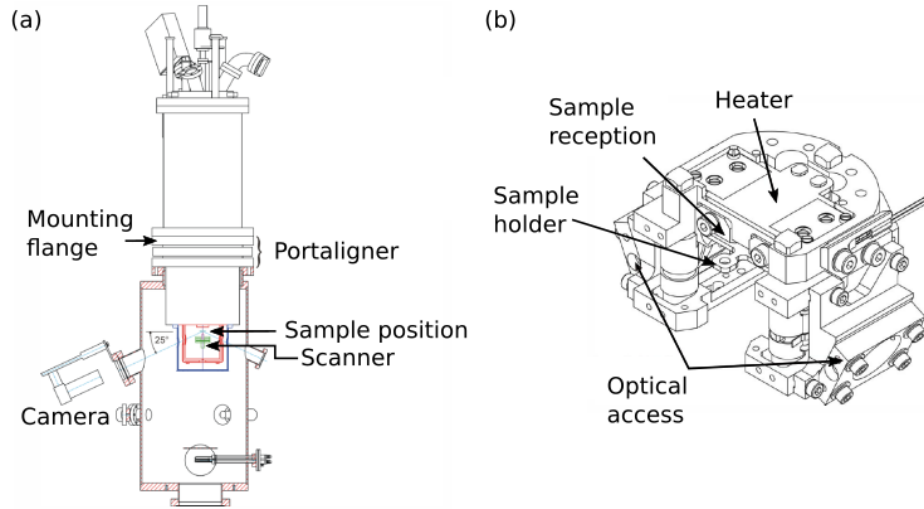 (a)
Mounting
flange
Portaligner
Sample position
25°
Scanner
Camera
(b)
Heater
Sample
reception
Sample
holder
Optical
access